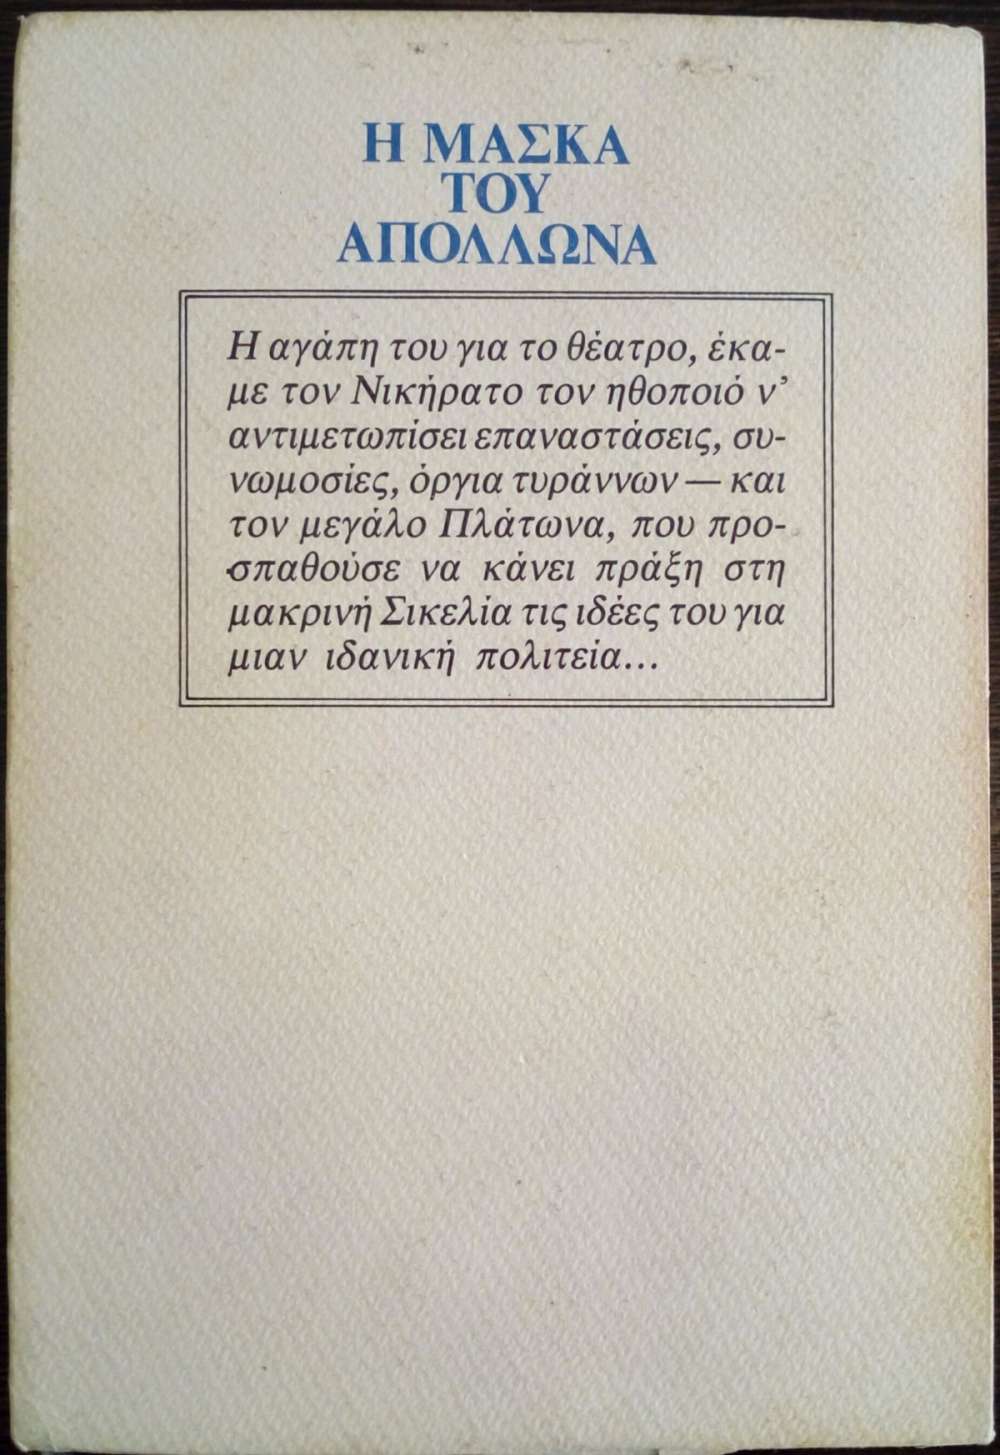 Η ΜΑΣΚΑ
ΤΟΥ
ΑΠΟΛΛΩΝΑ
Η αγάπη του για το θέατρο, έκα-
με τον Νικήρατο τον ηθοποιό ν’
αντιμετωπίσει επαναστάσεις, συ-
νωμοσίες, όργια τυράννων — και
τον μεγάλο Πλάτωνα, που προ-
σπαθούσε να κάνει πράξη στη
μακρινή Σικελία τις ιδέες του για
μιαν ιδανική πολιτεία...